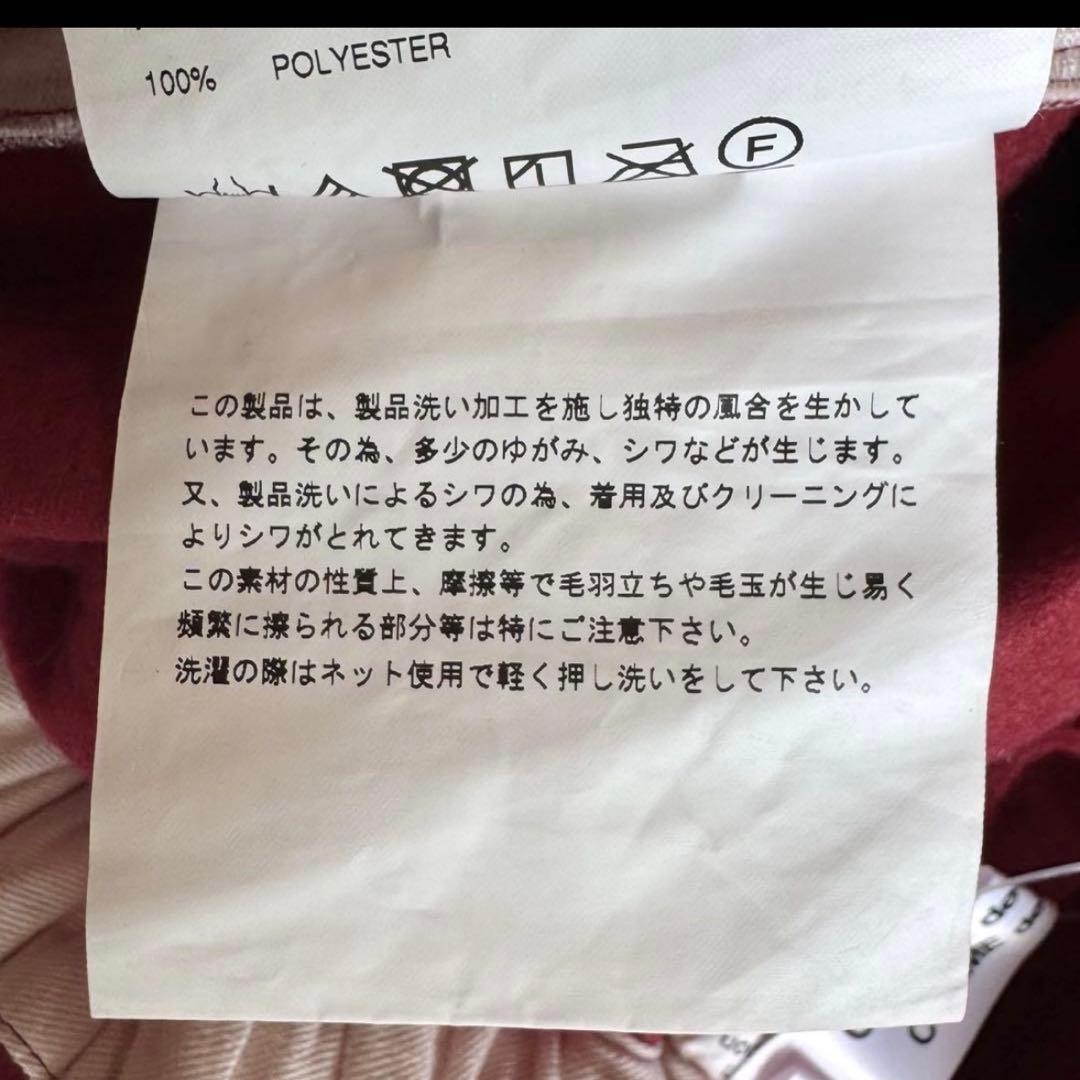 100% POLYESTER
F
この製品は、製品洗い加工を施し独特の風合を生かして
います。その為、多少のゆがみ、シワなどが生じます。
又、製品洗いによるシワの為、着用及びクリーニングに
よりシワがとれてきます。
この素材の性質上、摩擦等で毛羽立ちや毛玉が生じ易く
頻繁に擦られる部分等は特にご注意下さい。
洗濯の際はネット使用で軽く押し洗いをして下さい。